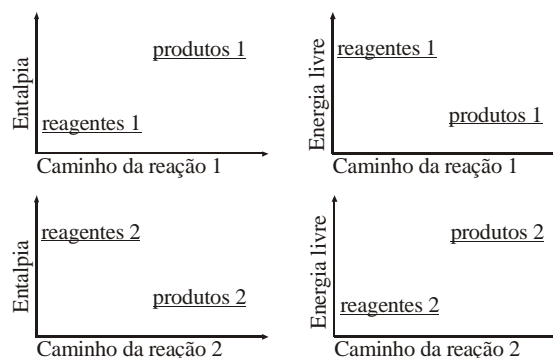 Entalpia
produtos 1
reagentes 1
Caminho da reação 1
Energia livre
reagentes 1
produtos 1
Caminho da reação 1
Entalpia
reagentes 2
produtos 2
Caminho da reação 2
Energia livre
produtos 2
reagentes 2
Caminho da reação 2